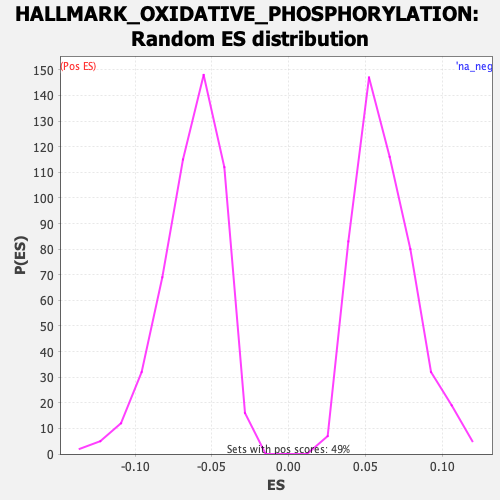 HALLMARK_OXIDATIVE_PHOSPHORYLATION:
Random ES distribution
(Pos ES)
'na_neg
150
140
130
120
110
100
90
80
70
60
50
40
30
20
10
0
P(ES)
Sets with pos scores: 49%
-0.10 -0.05 0.00 0.05 0.10
ES